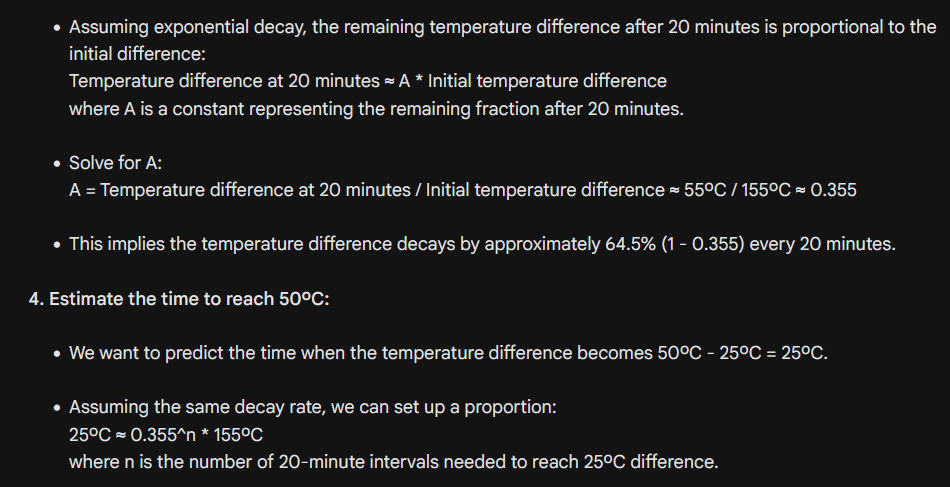 • Assuming exponential decay, the remaining temperature difference after 20 minutes is proportional to the
initial difference:
Temperature difference at 20 minutes ≈ A * Initial temperature difference
where A is a constant representing the remaining fraction after 20 minutes.
• Solve for A:
A = Temperature difference at 20 minutes / Initial temperature difference ≈ 55ºC / 155ºC ≈ 0.355
• This implies the temperature difference decays by approximately 64.5% (1 - 0.355) every 20 minutes.
4. Estimate the time to reach 50ºC:
• We want to predict the time when the temperature difference becomes 50ºC - 25ºC = 25ºC.
• Assuming the same decay rate, we can set up a proportion:
25ºC ≈ 0.355^n * 155ºC
where n is the number of 20-minute intervals needed to reach 25ºC difference.